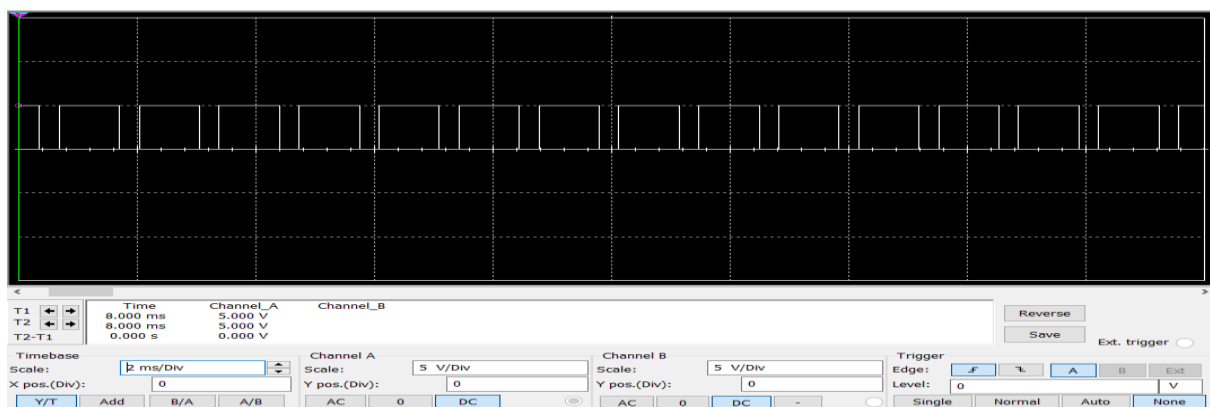 Time Channel_A Channel_B
T1 8.000 ms 5.000 V
T2 8.000 ms 5.000 V
T2-T1 0.000 s 0.000 V
Reverse
Save
Ext. trigger
Timebase
Scale: 2 ms/Div
X pos.(Div): 0
Y/T Add B/A A/B
Channel A
Scale: 5 V/Div
Y pos.(Div): 0
AC 0 DC
Channel B
Scale: 5 V/Div
Y pos.(Div): 0
AC 0 DC -
Trigger
Edge: A B Ext
Level: 0 V
Single Normal Auto None